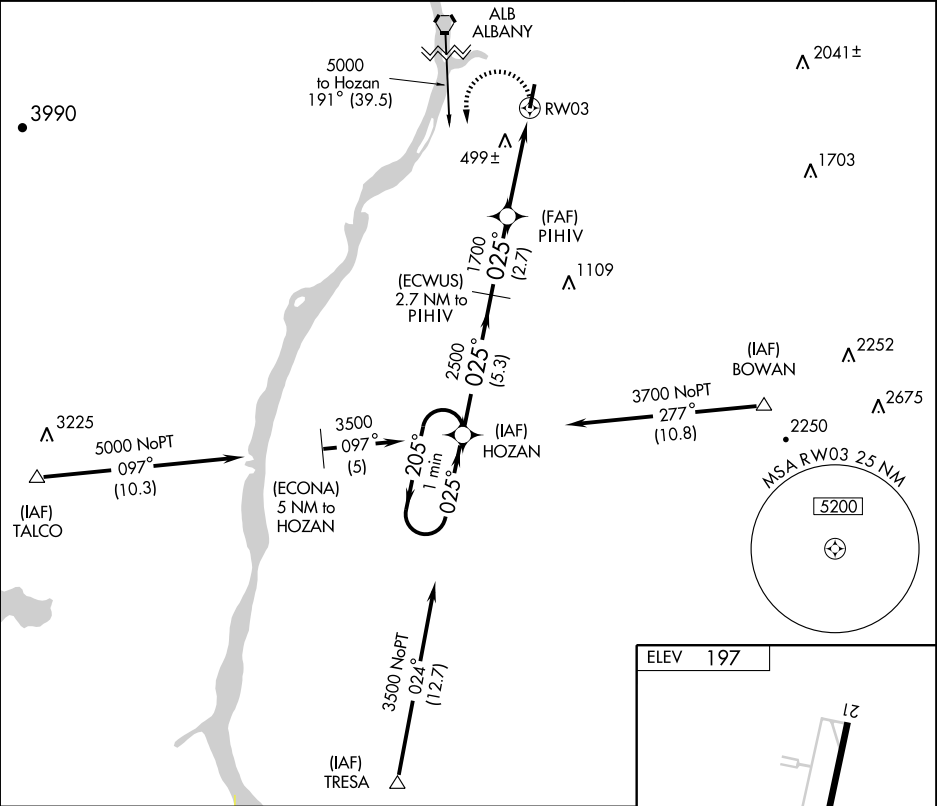 ALB
ALBANY
5000
to Hozan
191° (39.5)
2041±
3990
RW03
499±
1703
(FAF)
PIHIV
1700
025°
(2.7)
(ECWUS)
2.7 NM to
PIHIV
1109
2500
025°
(5.3)
(IAF)
BOWAN
2252
3700 NoPT
277°
(10.8)
2675
2250
3225
5000 NoPT
097°
(10.3)
(IAF)
TALCO
3500
097°
(5)
(ECONA)
5 NM to
HOZAN
205°
1 min
025°
(IAF)
HOZAN
MSA RW03 25 NM
5200
3500 NoPT
024°
(12.7)
(IAF)
TRESA
ELEV 197
21